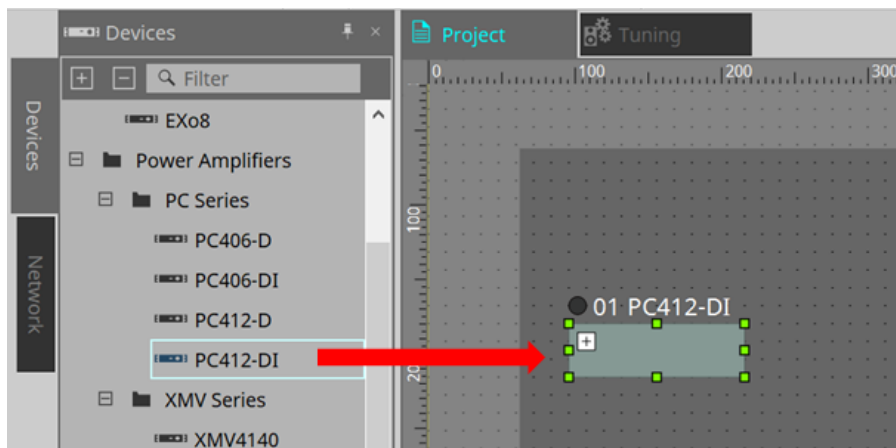 Devices
Filter
EXo8
Power Amplifiers
PC Series
PC406-D
PC406-DI
PC412-D
PC412-DI
XMV Series
XMV4140
Devices
Network
Project
Tuning
0 100 200 300
100
20
01 PC412-DI